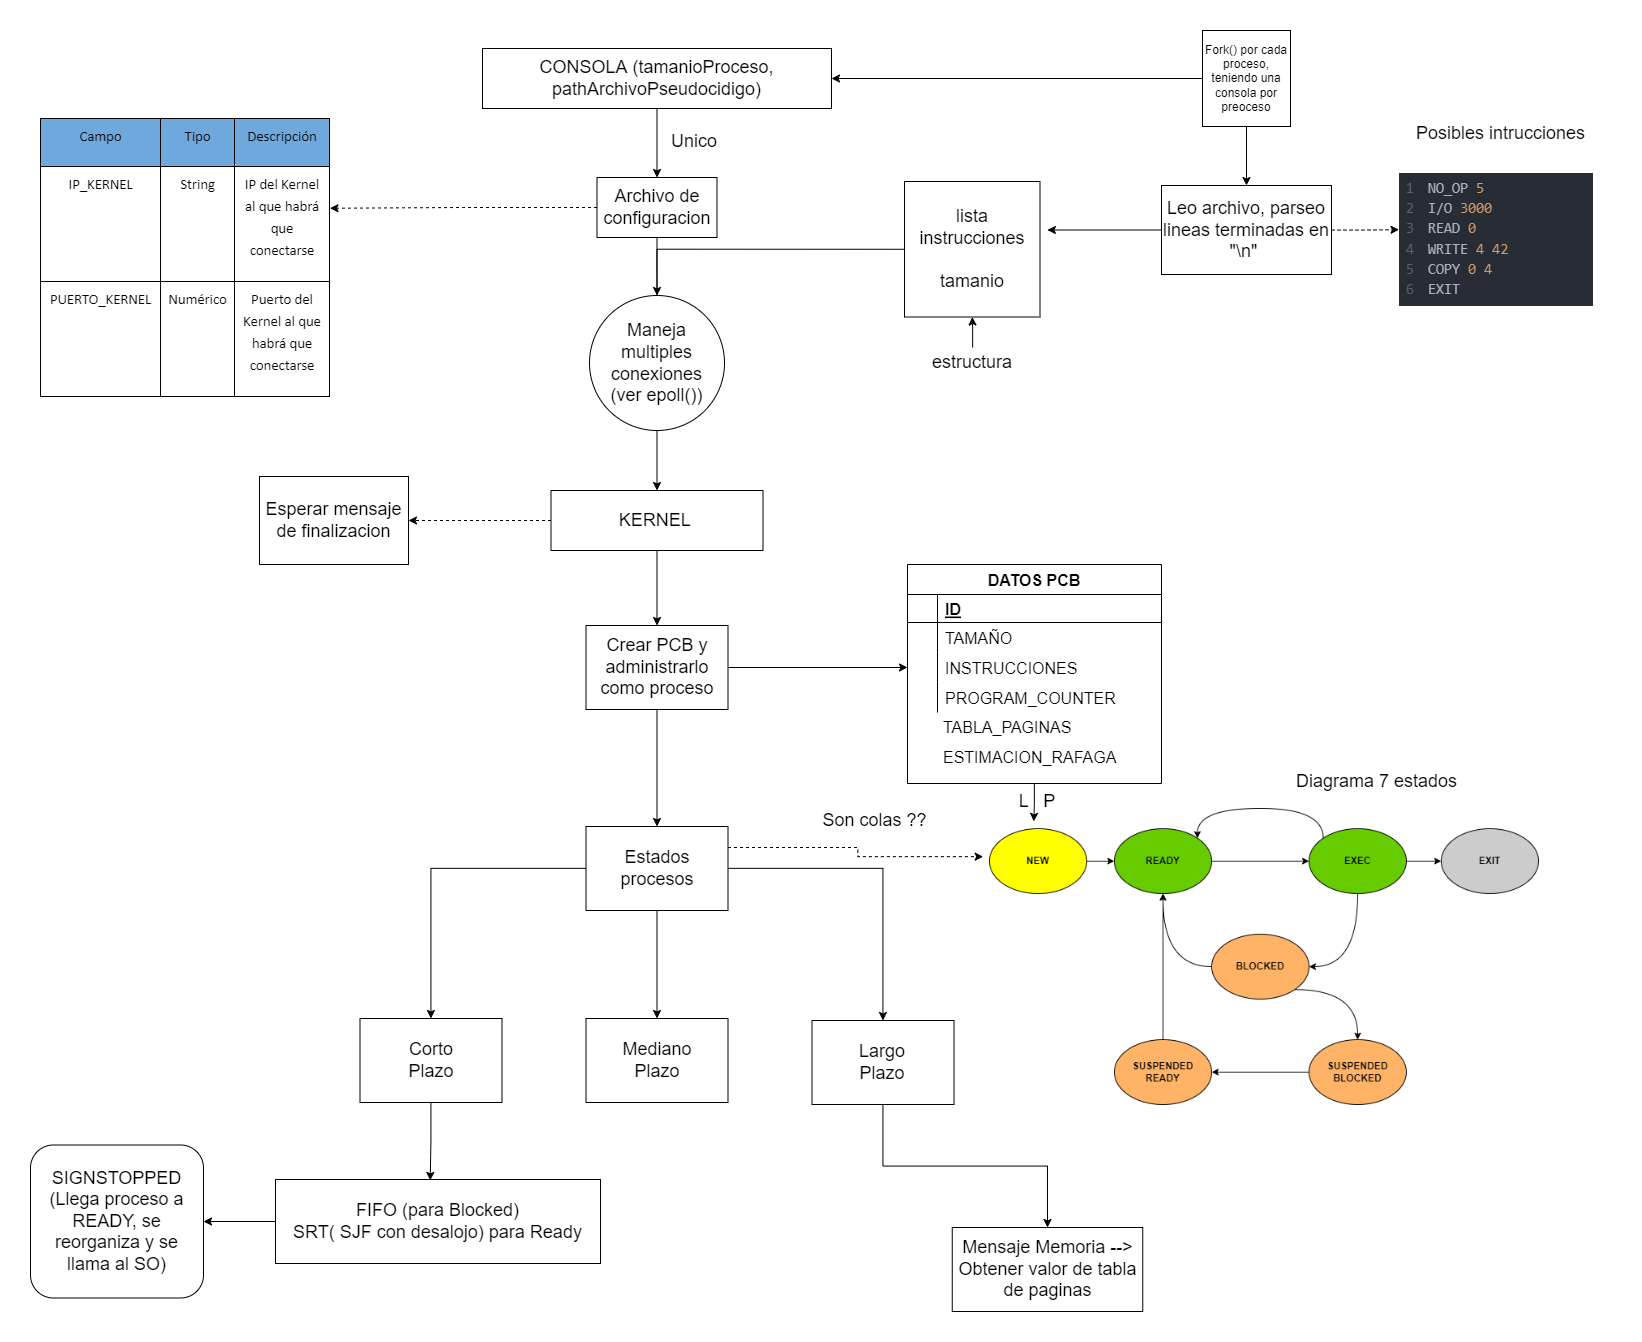 Fork() por cada
proceso,
teniendo una
consola por
preoceso
CONSOLA (tamanioProceso,
pathArchivoPseudocidigo)
Unico
Campo
Tipo
Descripción
IP_KERNEL
String
IP del Kernel
al que habrá
que
conectarse
PUERTO_KERNEL
Numérico
Puerto del
Kernel al que
habrá que
conectarse
Archivo de
configuracion
lista
instrucciones
tamanio
estructura
Leo archivo, parseo
lineas terminadas en
"\n"
Posibles intrucciones
1 NO_OP 5
2 I/O 3000
3 READ 0
4 WRITE 4 42
5 COPY 0 4
6 EXIT
Maneja
multiples
conexiones
(ver epoll())
KERNEL
Esperar mensaje
de finalizacion
Crear PCB y
administrarlo
como proceso
DATOS PCB
ID
TAMAÑO
INSTRUCCIONES
PROGRAM_COUNTER
TABLA_PAGINAS
ESTIMACION_RAFAGA
L P
Diagrama 7 estados
Son colas ??
Estados
procesos
NEW
READY
EXEC
EXIT
BLOCKED
SUSPENDED
READY
SUSPENDED
BLOCKED
Corto
Plazo
Mediano
Plazo
Largo
Plazo
SIGNSTOPPED
(Llega proceso a
READY, se
reorganiza y se
llama al SO)
FIFO (para Blocked)
SRT( SJF con desalojo) para Ready
Mensaje Memoria -->
Obtener valor de tabla
de paginas